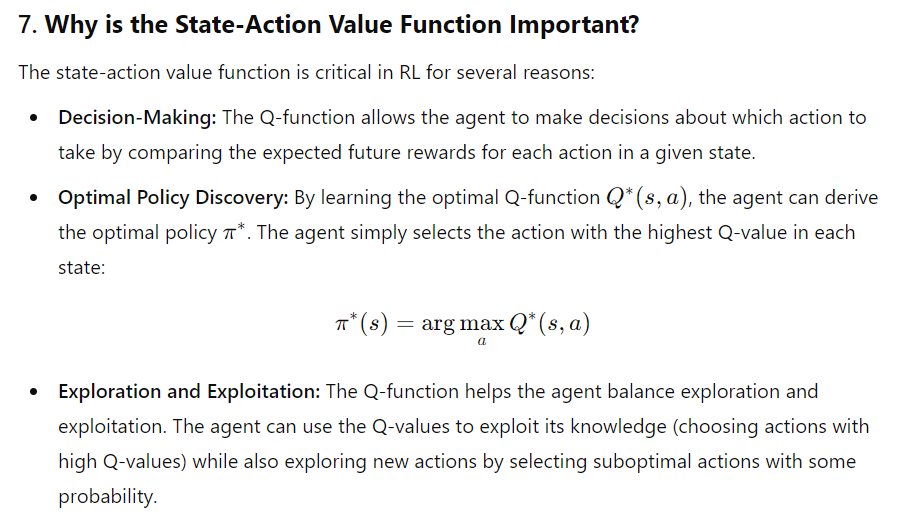 7. Why is the State-Action Value Function Important?
The state-action value function is critical in RL for several reasons:
• Decision-Making: The Q-function allows the agent to make decisions about which action to
take by comparing the expected future rewards for each action in a given state.
• Optimal Policy Discovery: By learning the optimal Q-function Q*(s, a), the agent can derive
the optimal policy π*. The agent simply selects the action with the highest Q-value in each
state:
π*(s) = arg max Q*(s, a)
a
• Exploration and Exploitation: The Q-function helps the agent balance exploration and
exploitation. The agent can use the Q-values to exploit its knowledge (choosing actions with
high Q-values) while also exploring new actions by selecting suboptimal actions with some
probability.